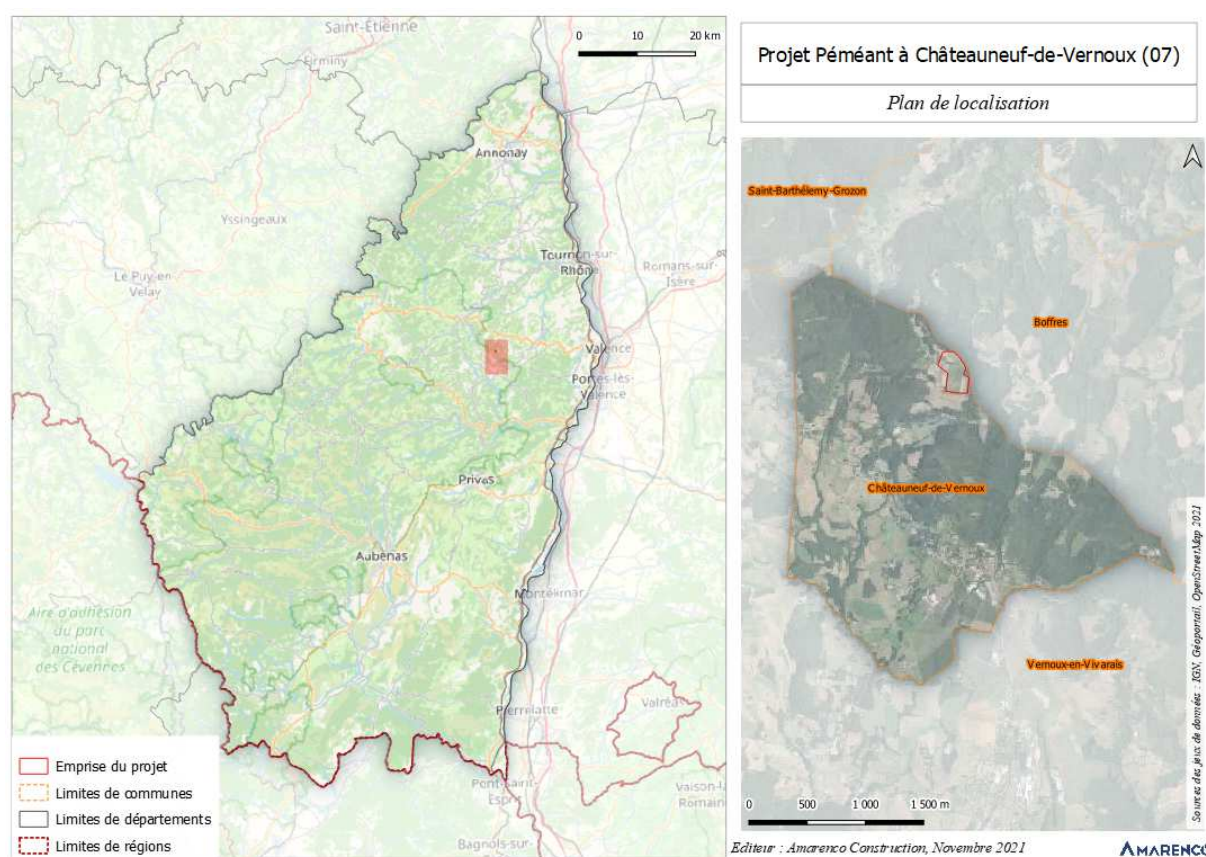 Saint-Étienne
Firminy
0 10 20 km
Annonay
Yssingeaux
Le Puy-en-
Velay
Tournon-sur-
Rhône
Romans-sur-
Isère
Valence
Portes-lès-
Valence
Privas
Aubenas
Montélimar
Aire d'adhésion
du parc
national
des Cévennes
Pierrelatte
Valréas
Pont-Saint-
Esprit
Vaison-la
Romain
Bagnols-sur-
Emprise du projet
Limites de communes
Limites de départements
Limites de régions
Projet Péméant à Châteauneuf-de-Vernoux (07)
Plan de localisation
Saint-Barthélemy-Grozon
Boffres
Châteauneuf-de-Vernoux
Vernoux-en-Vivarais
0 500 1 000 1 500 m
Sources des jeux de données : IGN, Géoportail, OpenStreetMap 2021
Editeur : Amarenco Construction, Novembre 2021
AMARENCO